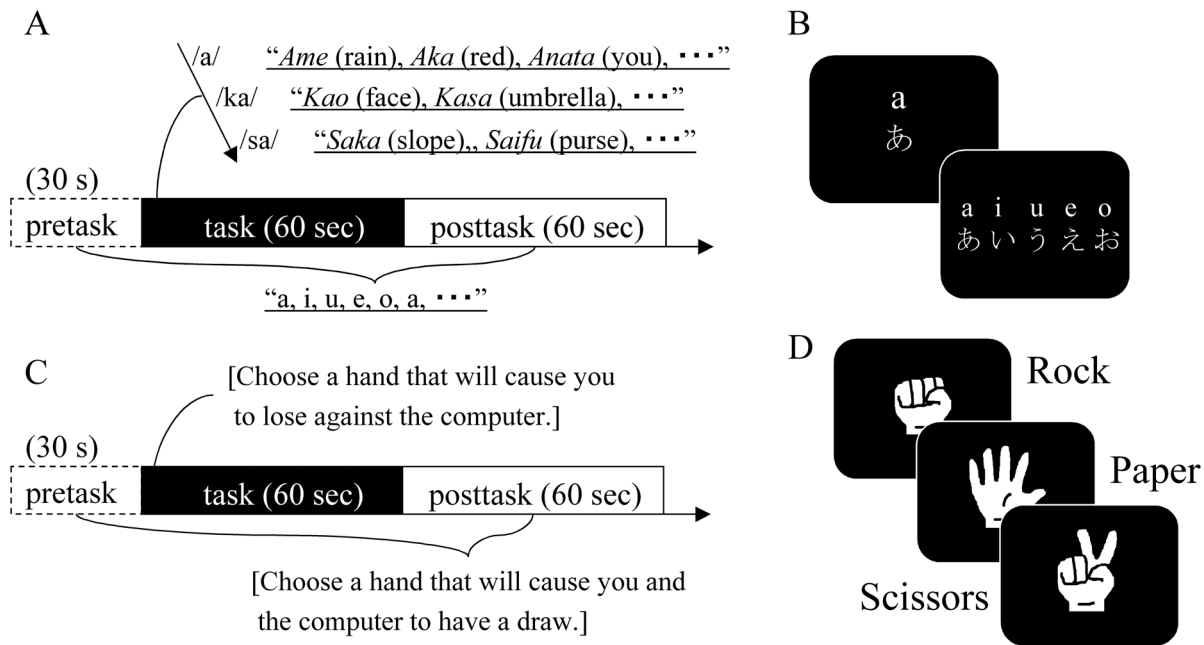 A
/a/ “Ame (rain), Aka (red), Anata (you), ･･･”
/ka/ “Kao (face), Kasa (umbrella), ･･･”
/sa/ “Saka (slope),, Saifu (purse), ･･･”
(30 s)
pretask task (60 sec) posttask (60 sec)
“a, i, u, e, o, a, ･･･”
B
a
あ
a i u e o
あ い う え お
C
[Choose a hand that will cause you
to lose against the computer.]
(30 s)
pretask task (60 sec) posttask (60 sec)
[Choose a hand that will cause you and
the computer to have a draw.]
D
Rock
Paper
Scissors